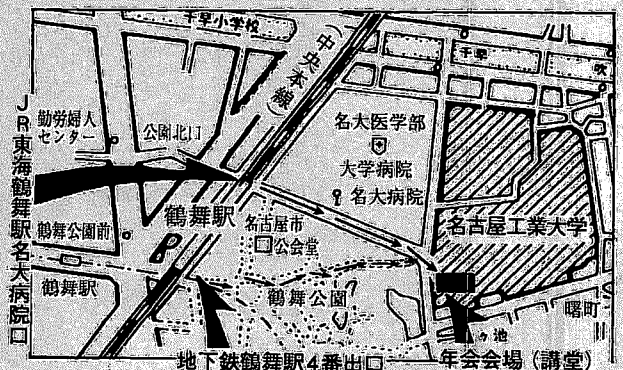 千早小学校
(中央本線)
千早
吹
JR東海鶴舞駅名大病院口
勤労婦人
センター
公園北口
名大医学部
大学病院
名大病院
鶴舞駅
名古屋市
公会堂
名古屋工業大学
鶴舞公園前
鶴舞駅
鶴舞公園
曙町
ヶ池
地下鉄鶴舞駅4番出口
年会会場(講堂)